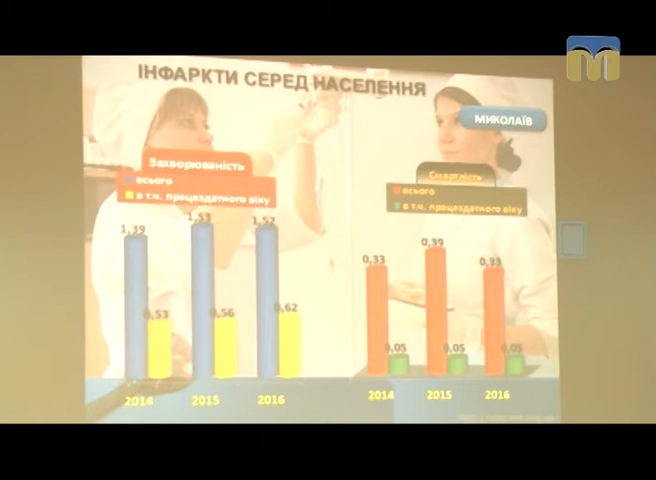 ІНФАРКТИ СЕРЕД НАСЕЛЕННЯ
МИКОЛАЇВ
Захворюваність
всього
в т.ч. працездатного віку
1,39
0,53
1,53
0,56
1,52
0,62
2014
2015
2016
Смертність
всього
в т.ч. працездатного віку
0,33
0,05
0,39
0,05
0,33
0,05
2014
2015
2016